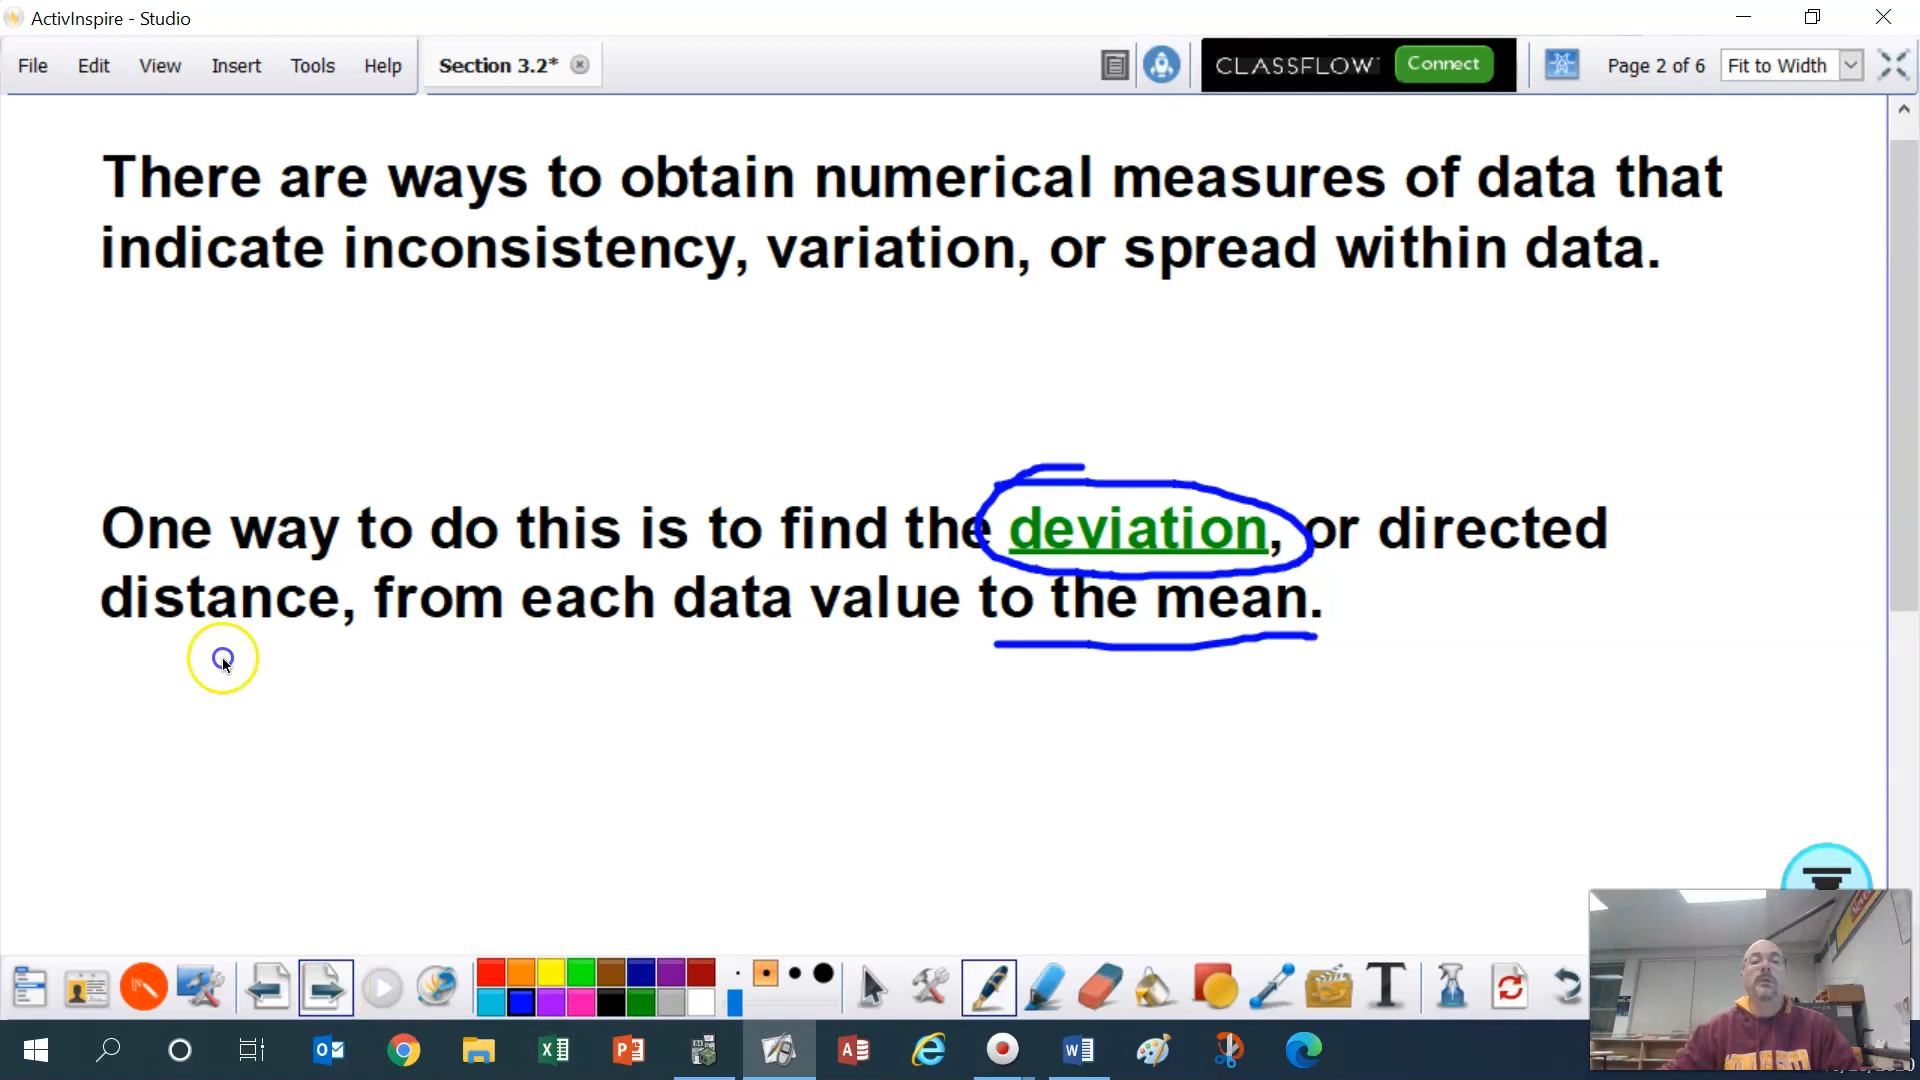 ActivInspire - Studio
File Edit View Insert Tools Help Section 3.2* CLASSFLOW Connect Page 2 of 6 Fit to Width
There are ways to obtain numerical measures of data that
indicate inconsistency, variation, or spread within data.
One way to do this is to find the deviation, or directed
distance, from each data value to the mean.